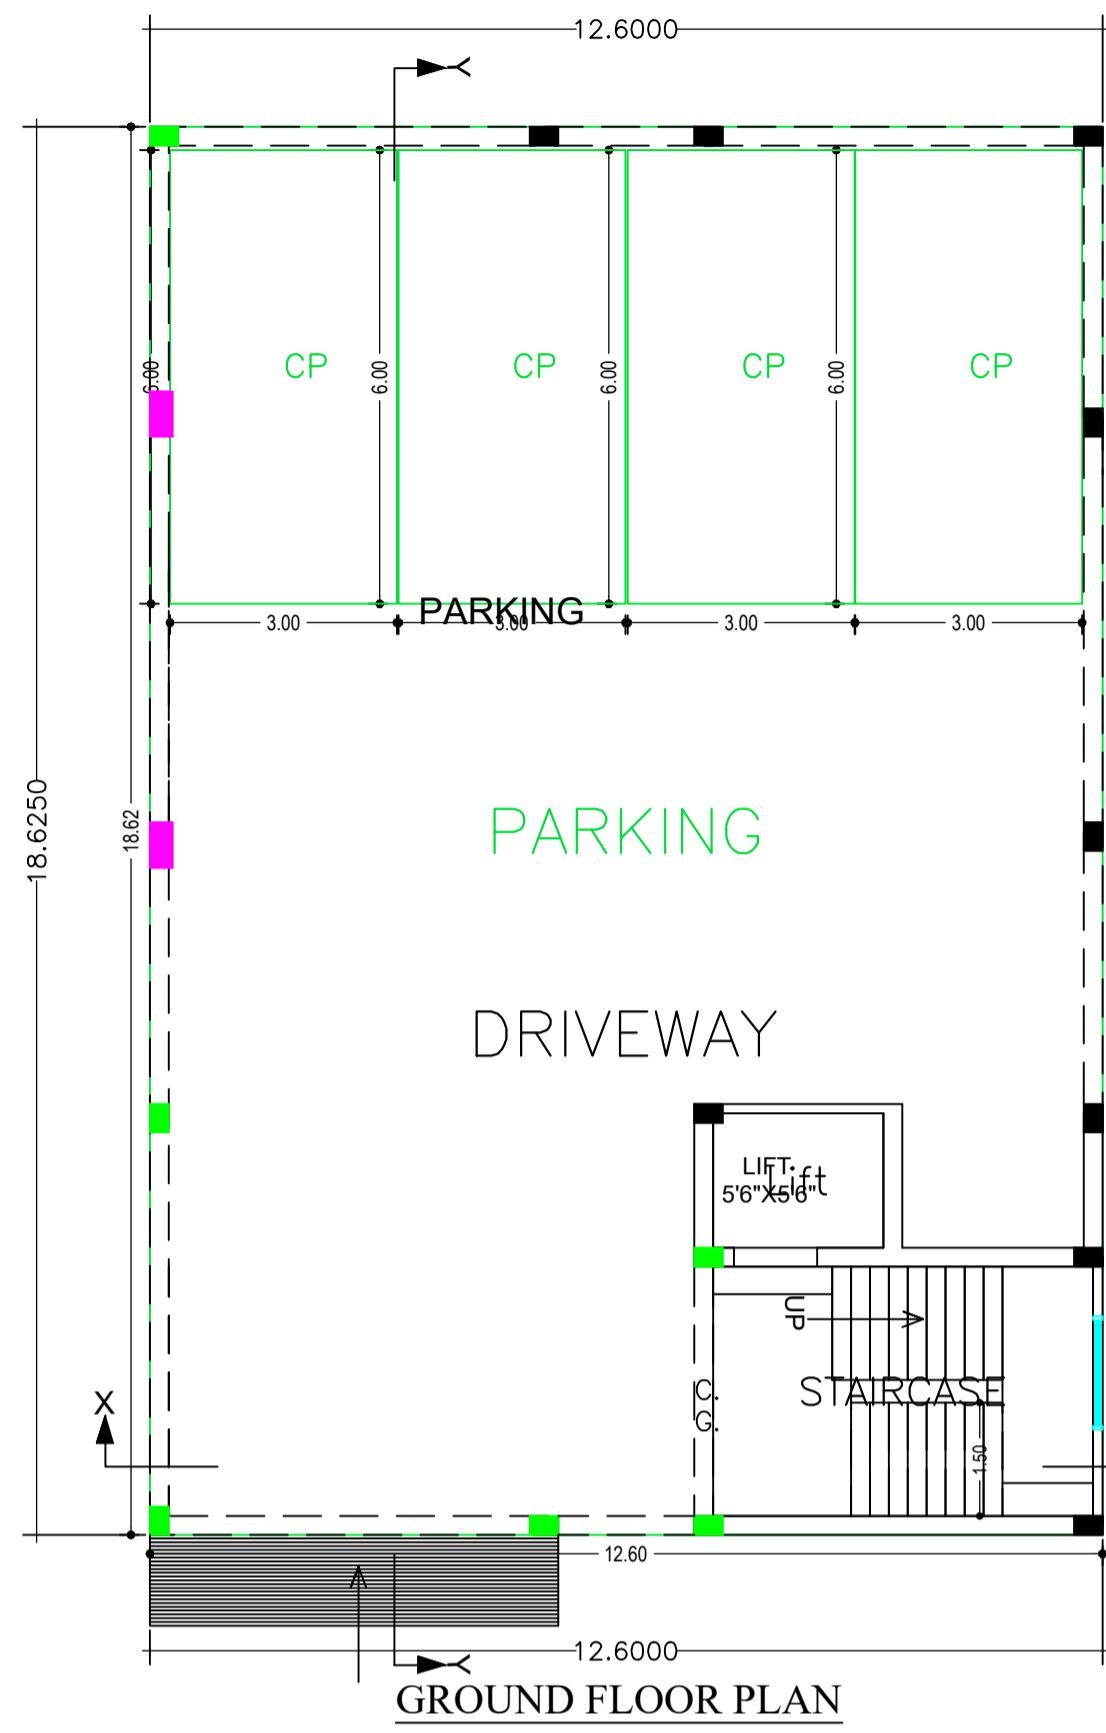 12.6000
Y
CP
CP
CP
CP
6.00
6.00
6.00
6.00
PARKING
3.00
3.00
3.00
3.00
18.6250
18.62
PARKING
DRIVEWAY
LIFT
5'6"X5'6"
Lift
UP
C.
G.
STAIRCASE
X
1.50
12.60
12.6000
Y
GROUND FLOOR PLAN